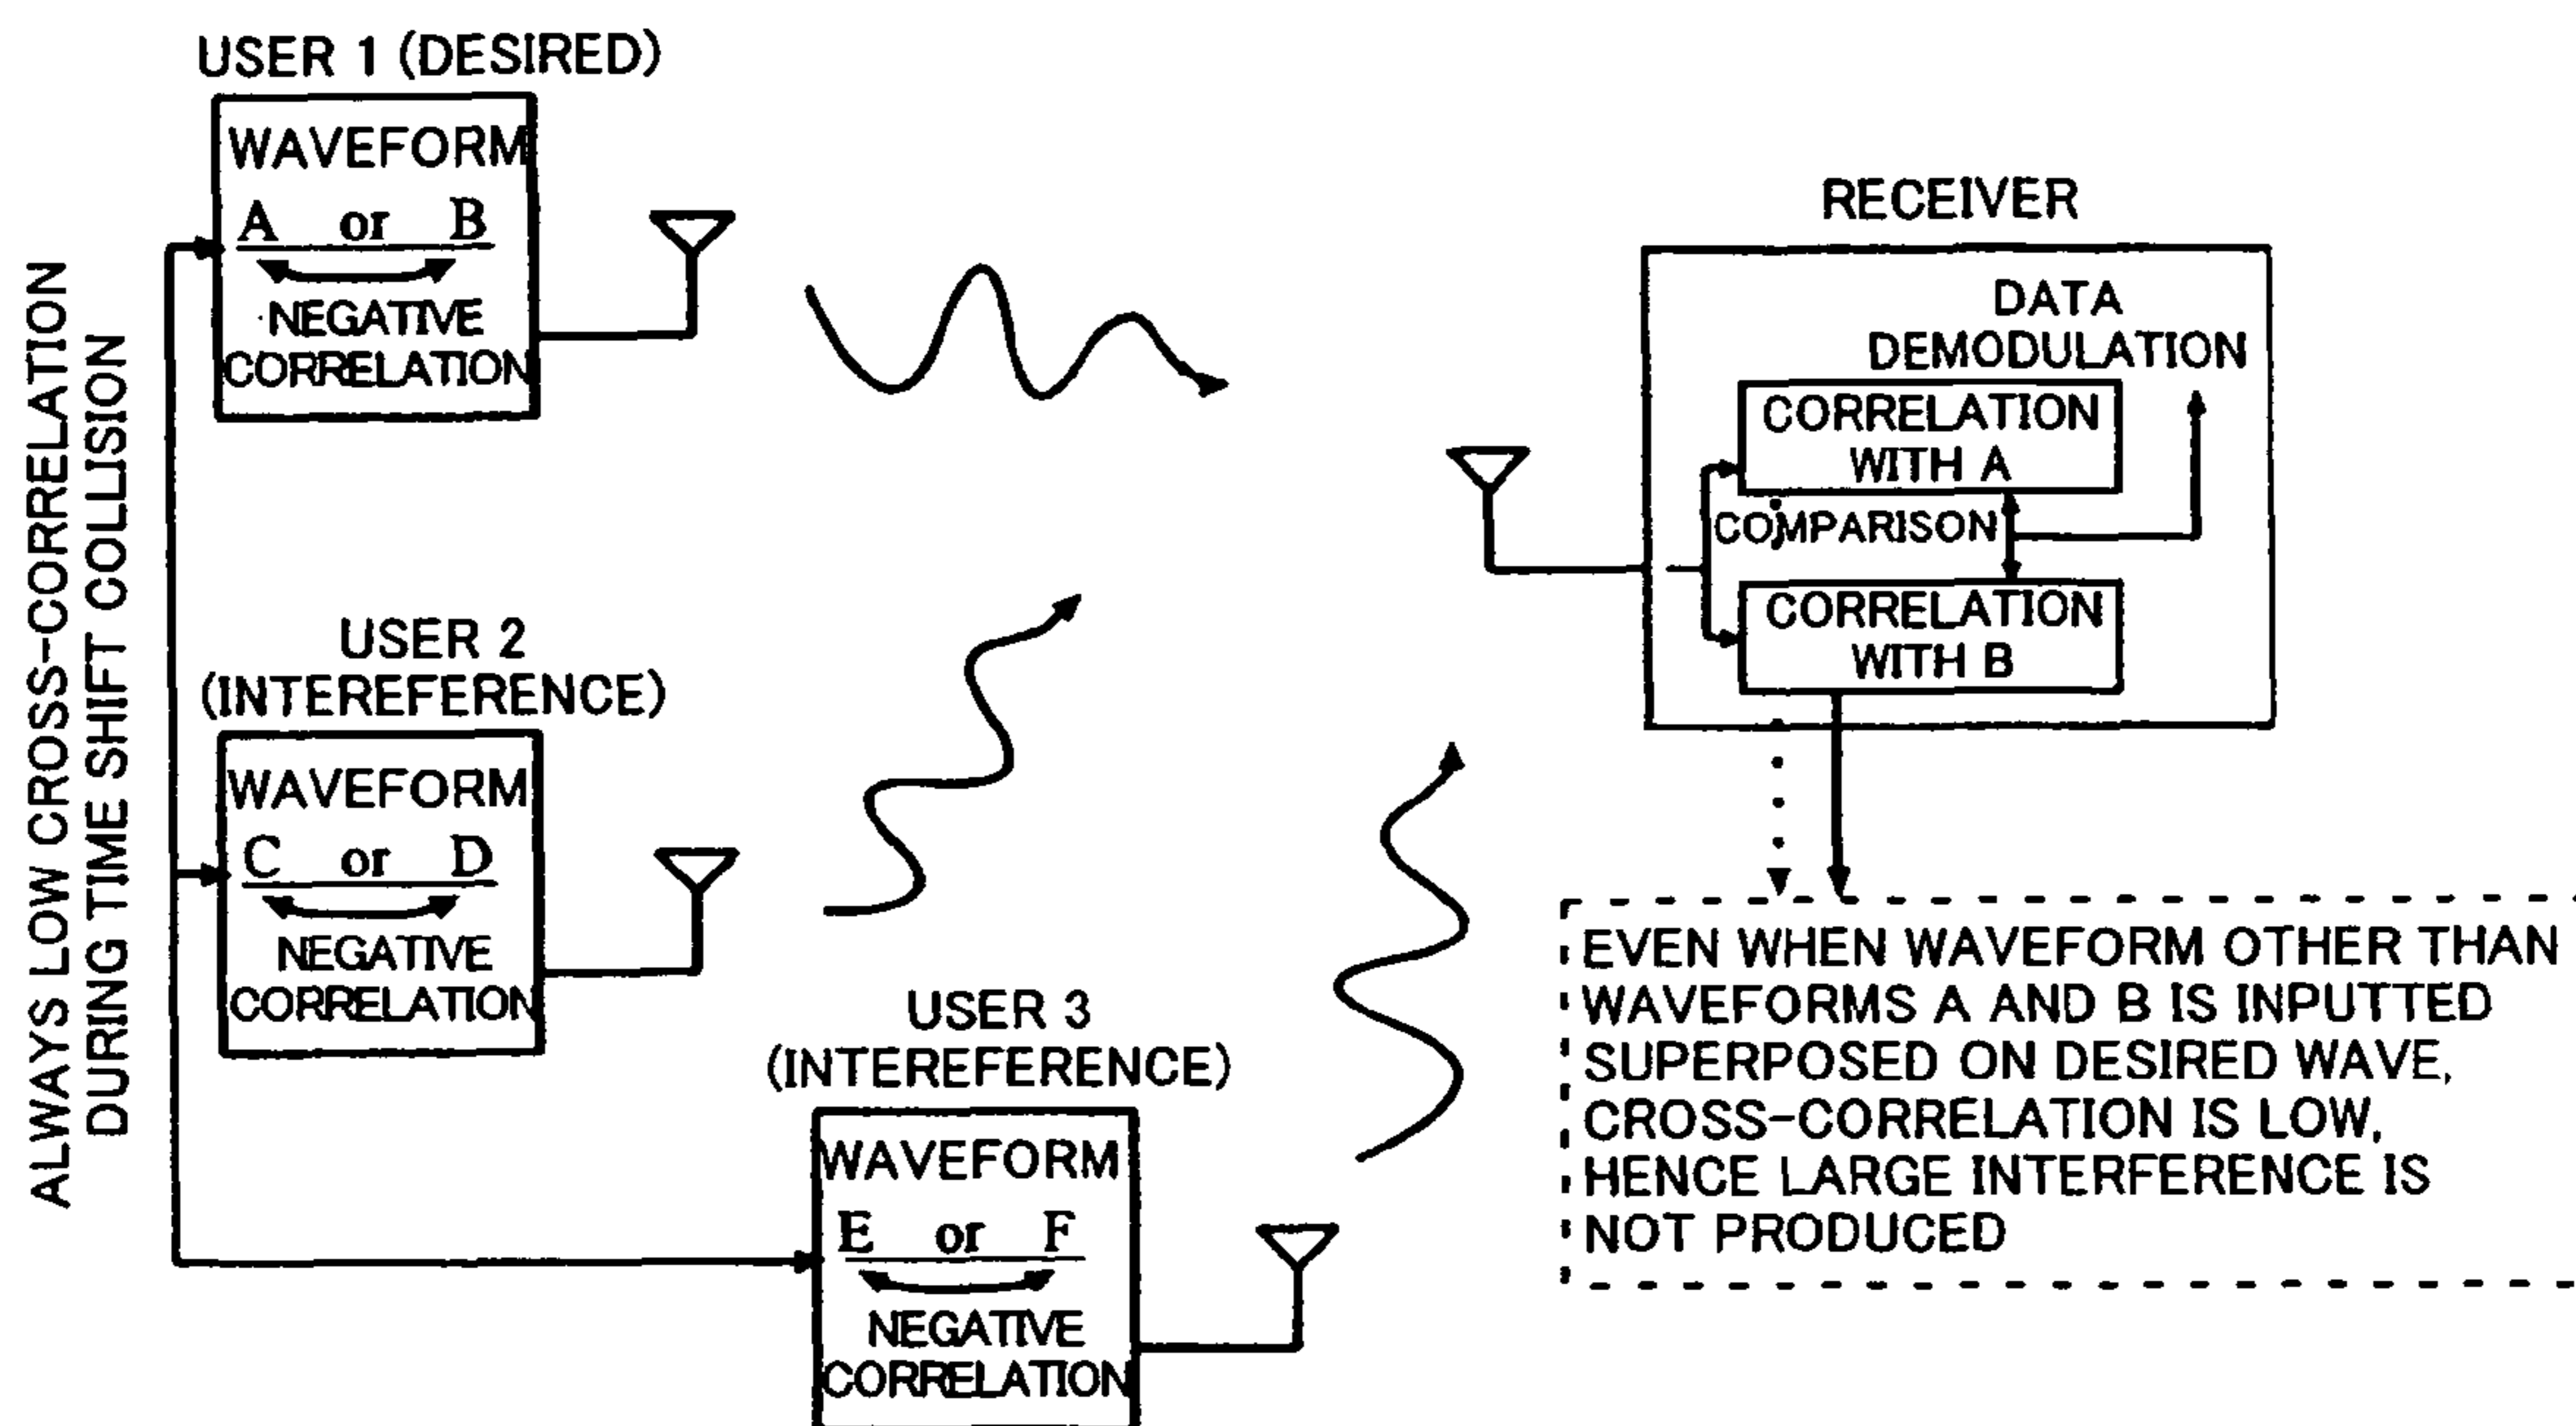 ALWAYS LOW CROSS-CORRELATION
DURING TIME SHIFT COLLISION
USER 1 (DESIRED)
WAVEFORM
A or B
NEGATIVE
CORRELATION
USER 2
(INTEREFERENCE)
WAVEFORM
C or D
NEGATIVE
CORRELATION
USER 3
(INTEREFERENCE)
WAVEFORM
E or F
NEGATIVE
CORRELATION
RECEIVER
DATA
DEMODULATION
CORRELATION
WITH A
COMPARISON
CORRELATION
WITH B
EVEN WHEN WAVEFORM OTHER THAN
WAVEFORMS A AND B IS INPUTTED
SUPERPOSED ON DESIRED WAVE,
CROSS-CORRELATION IS LOW,
HENCE LARGE INTERFERENCE IS
NOT PRODUCED